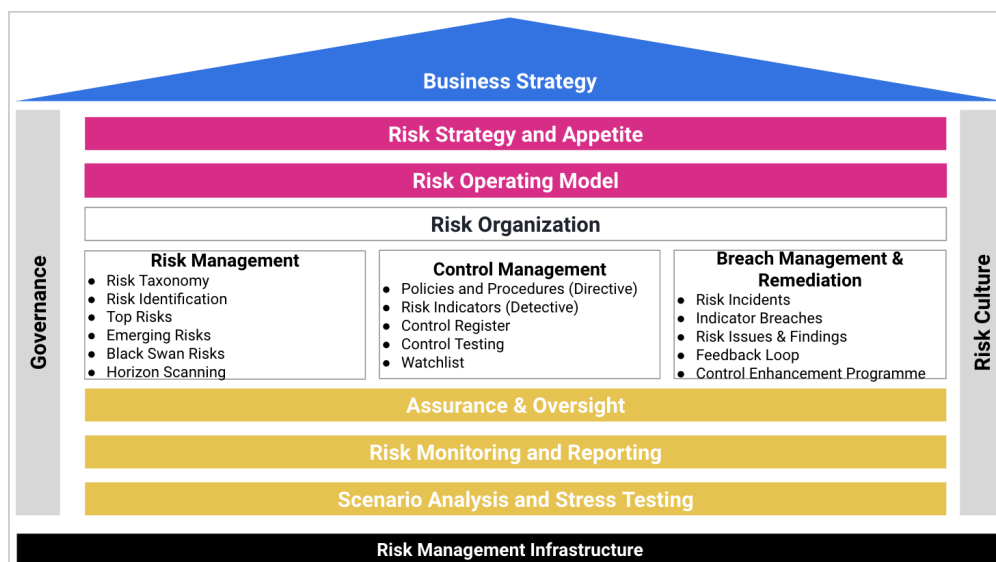 Business Strategy
Governance
Risk Strategy and Appetite
Risk Operating Model
Risk Organization
Risk Management
● Risk Taxonomy
● Risk Identification
● Top Risks
● Emerging Risks
● Black Swan Risks
● Horizon Scanning
Control Management
● Policies and Procedures (Directive)
● Risk Indicators (Detective)
● Control Register
● Control Testing
● Watchlist
Breach Management &
Remediation
● Risk Incidents
● Indicator Breaches
● Risk Issues & Findings
● Feedback Loop
● Control Enhancement Programme
Risk Culture
Assurance & Oversight
Risk Monitoring and Reporting
Scenario Analysis and Stress Testing
Risk Management Infrastructure